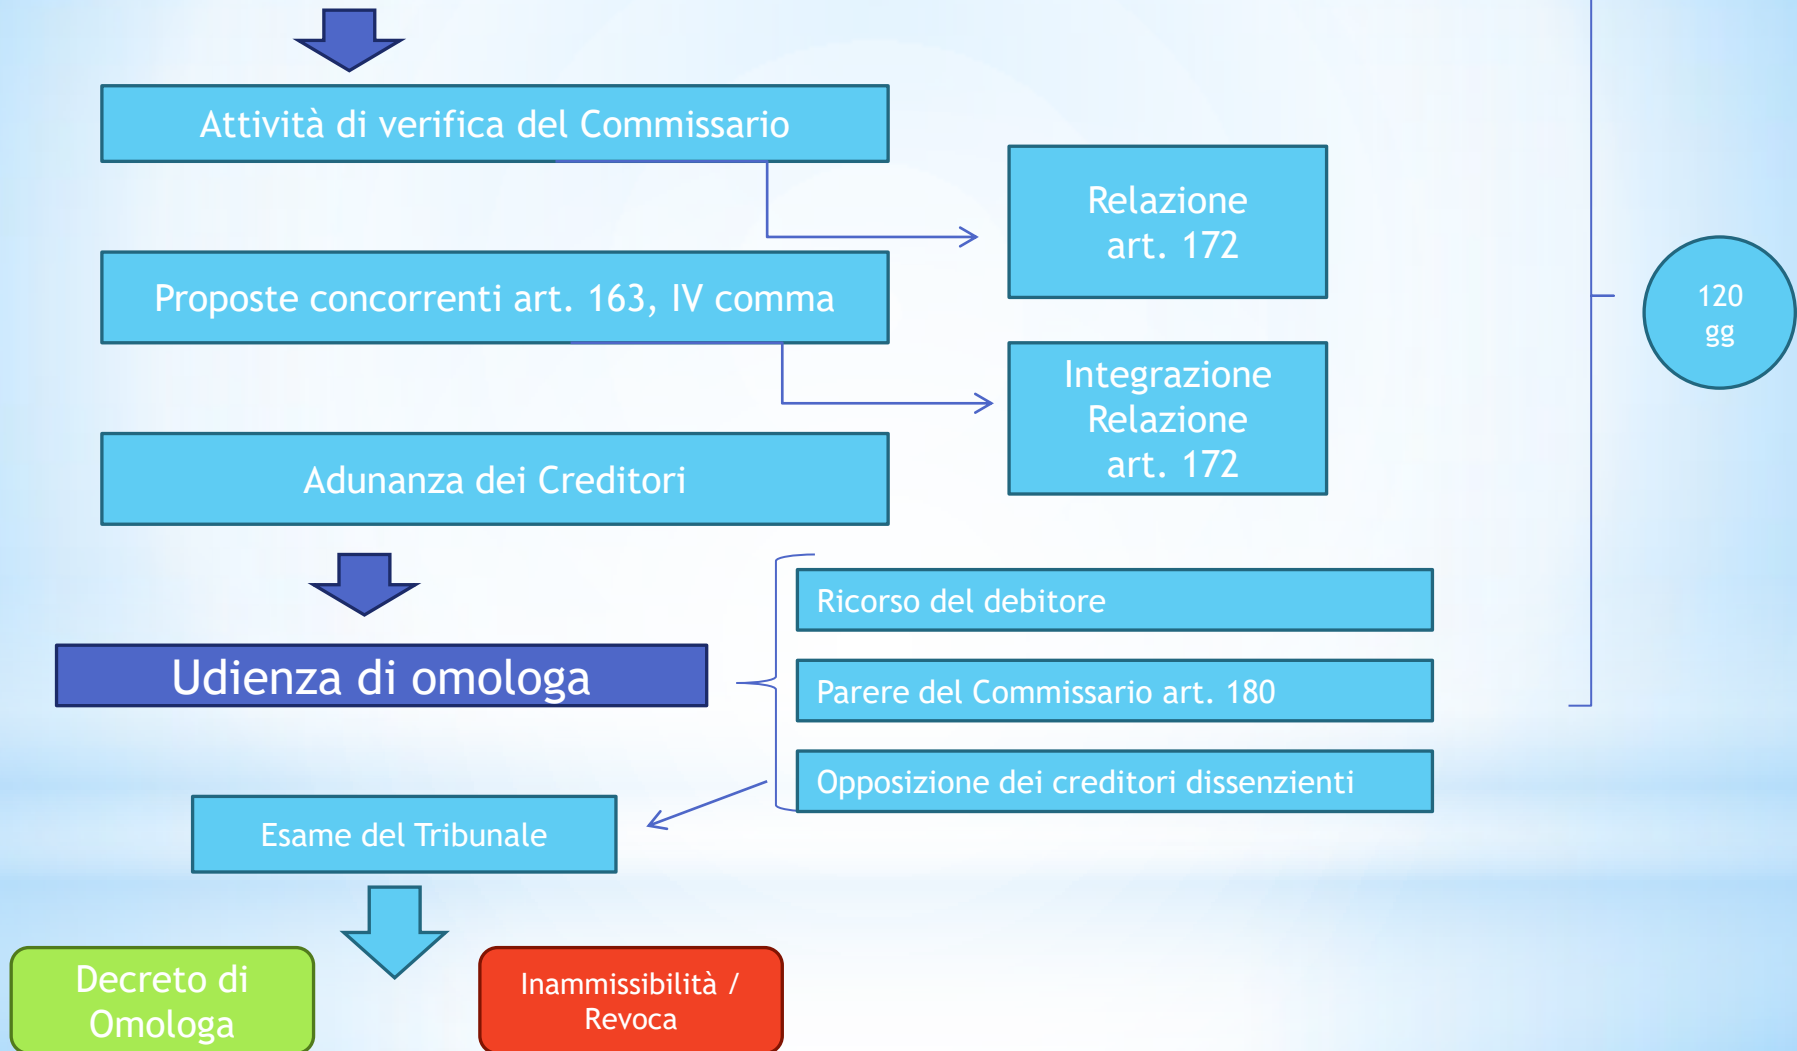 Attività di verifica del Commissario
Relazione
art. 172
Proposte concorrenti art. 163, IV comma
120
gg
Integrazione
Relazione
art. 172
Adunanza dei Creditori
Ricorso del debitore
Udienza di omologa
Parere del Commissario art. 180
Opposizione dei creditori dissenzienti
Esame del Tribunale
Decreto di
Omologa
Inammissibilità /
Revoca